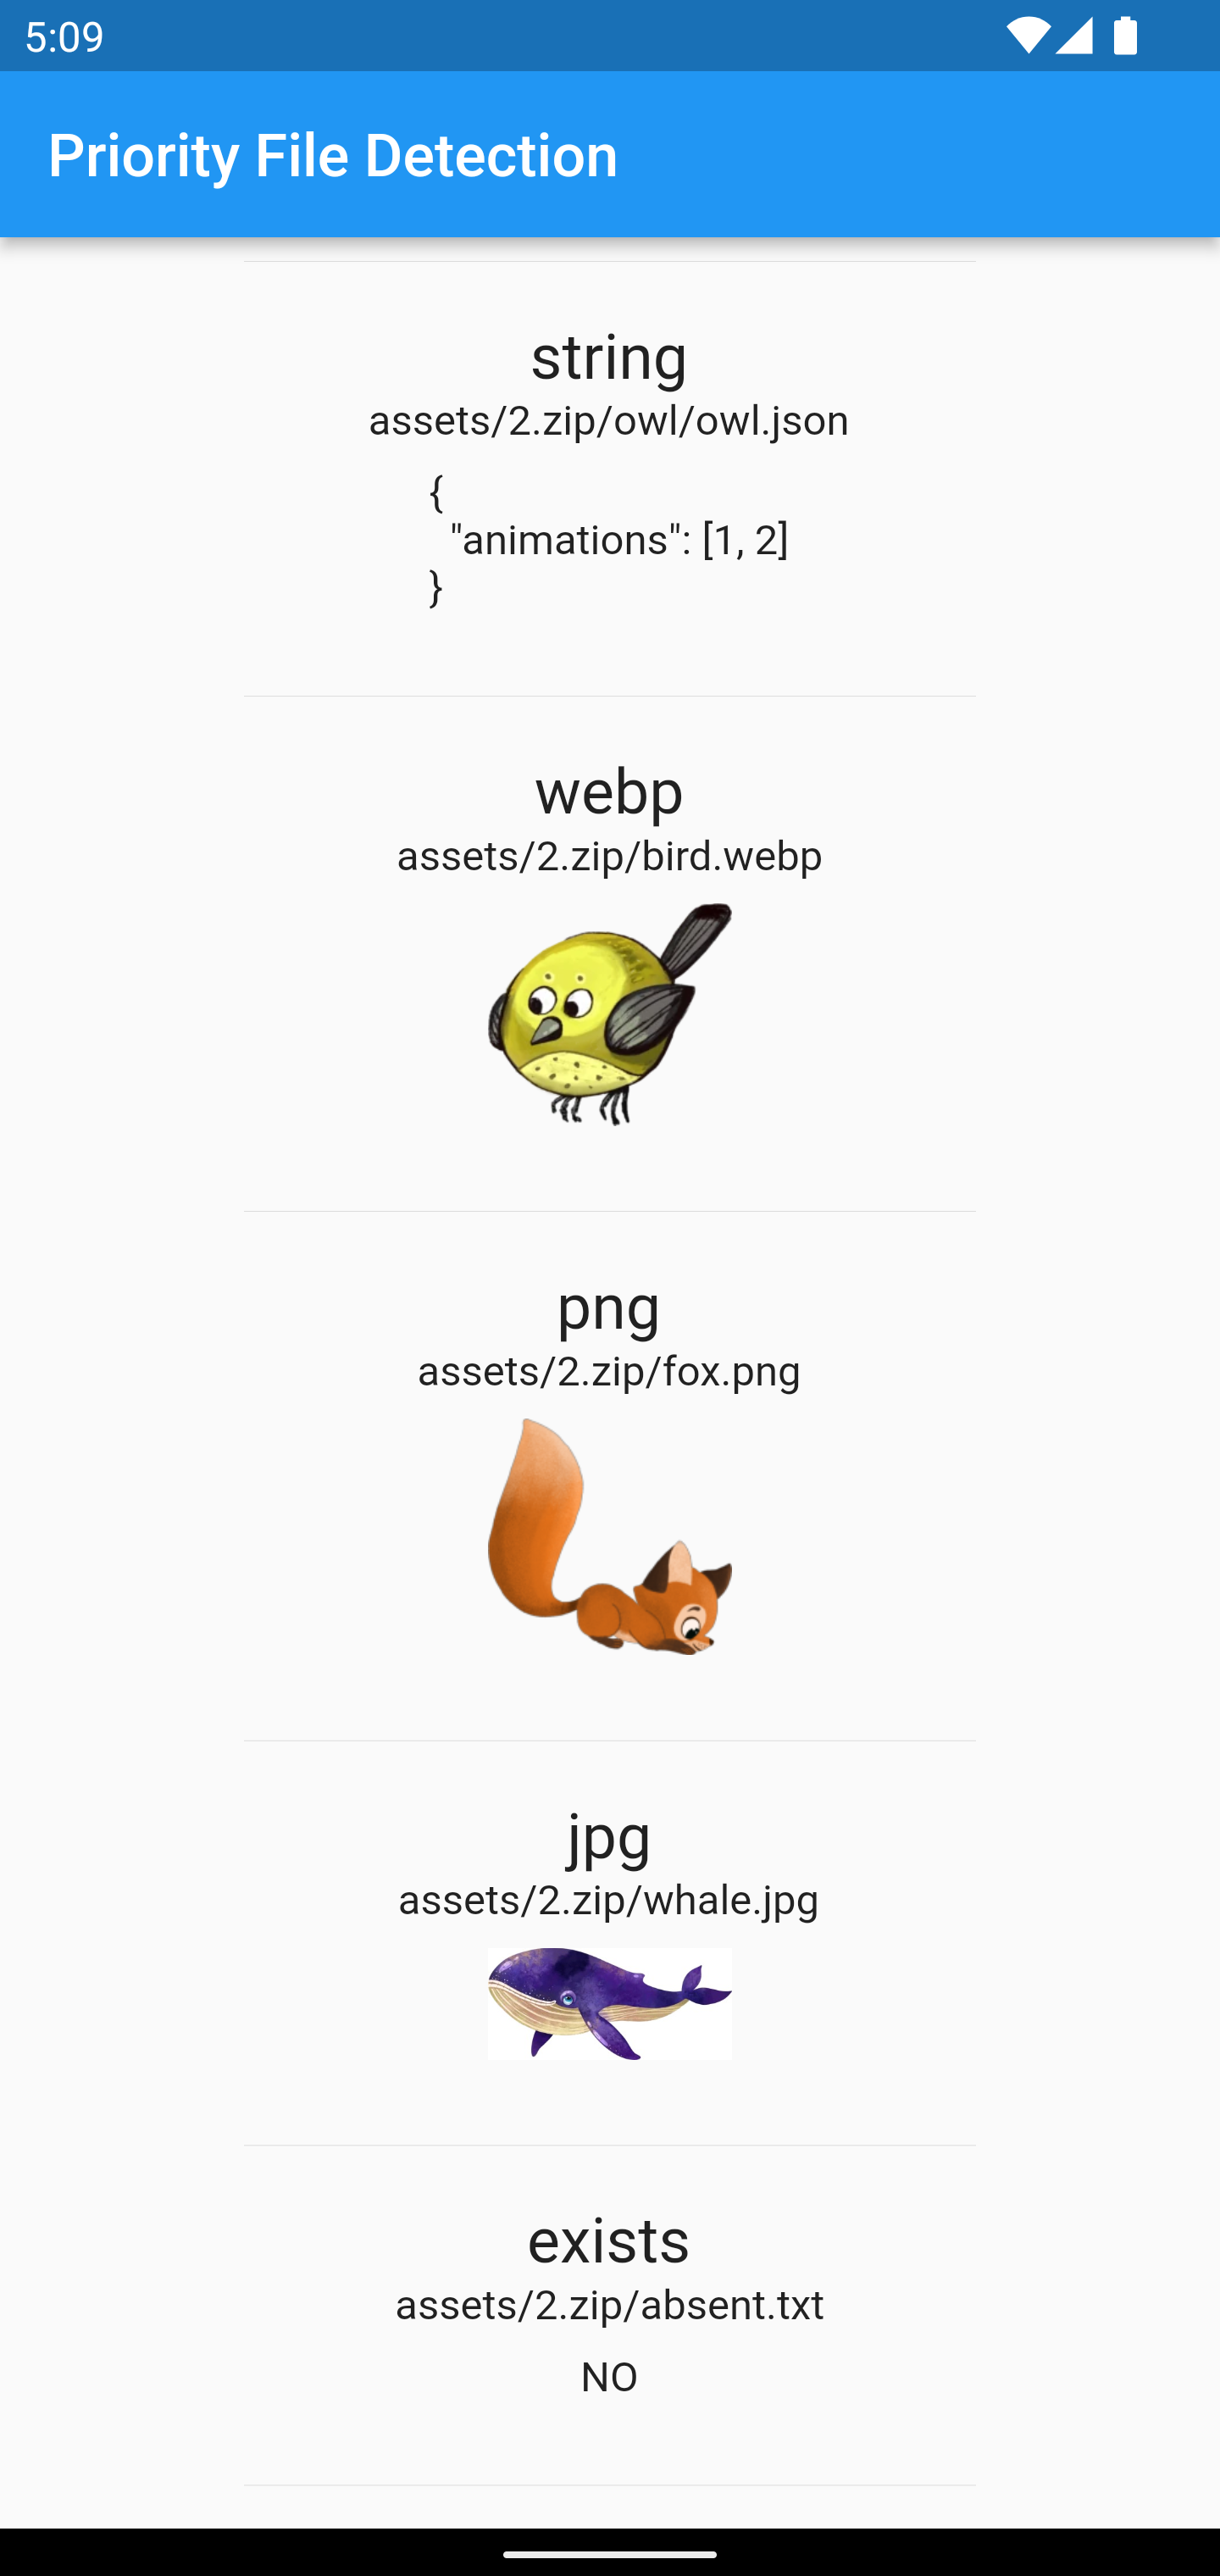 5:09
Priority File Detection
string
assets/2.zip/owl/owl.json
{
"animations": [1, 2]
}
webp
assets/2.zip/bird.webp
png
assets/2.zip/fox.png
jpg
assets/2.zip/whale.jpg
exists
assets/2.zip/absent.txt
NO